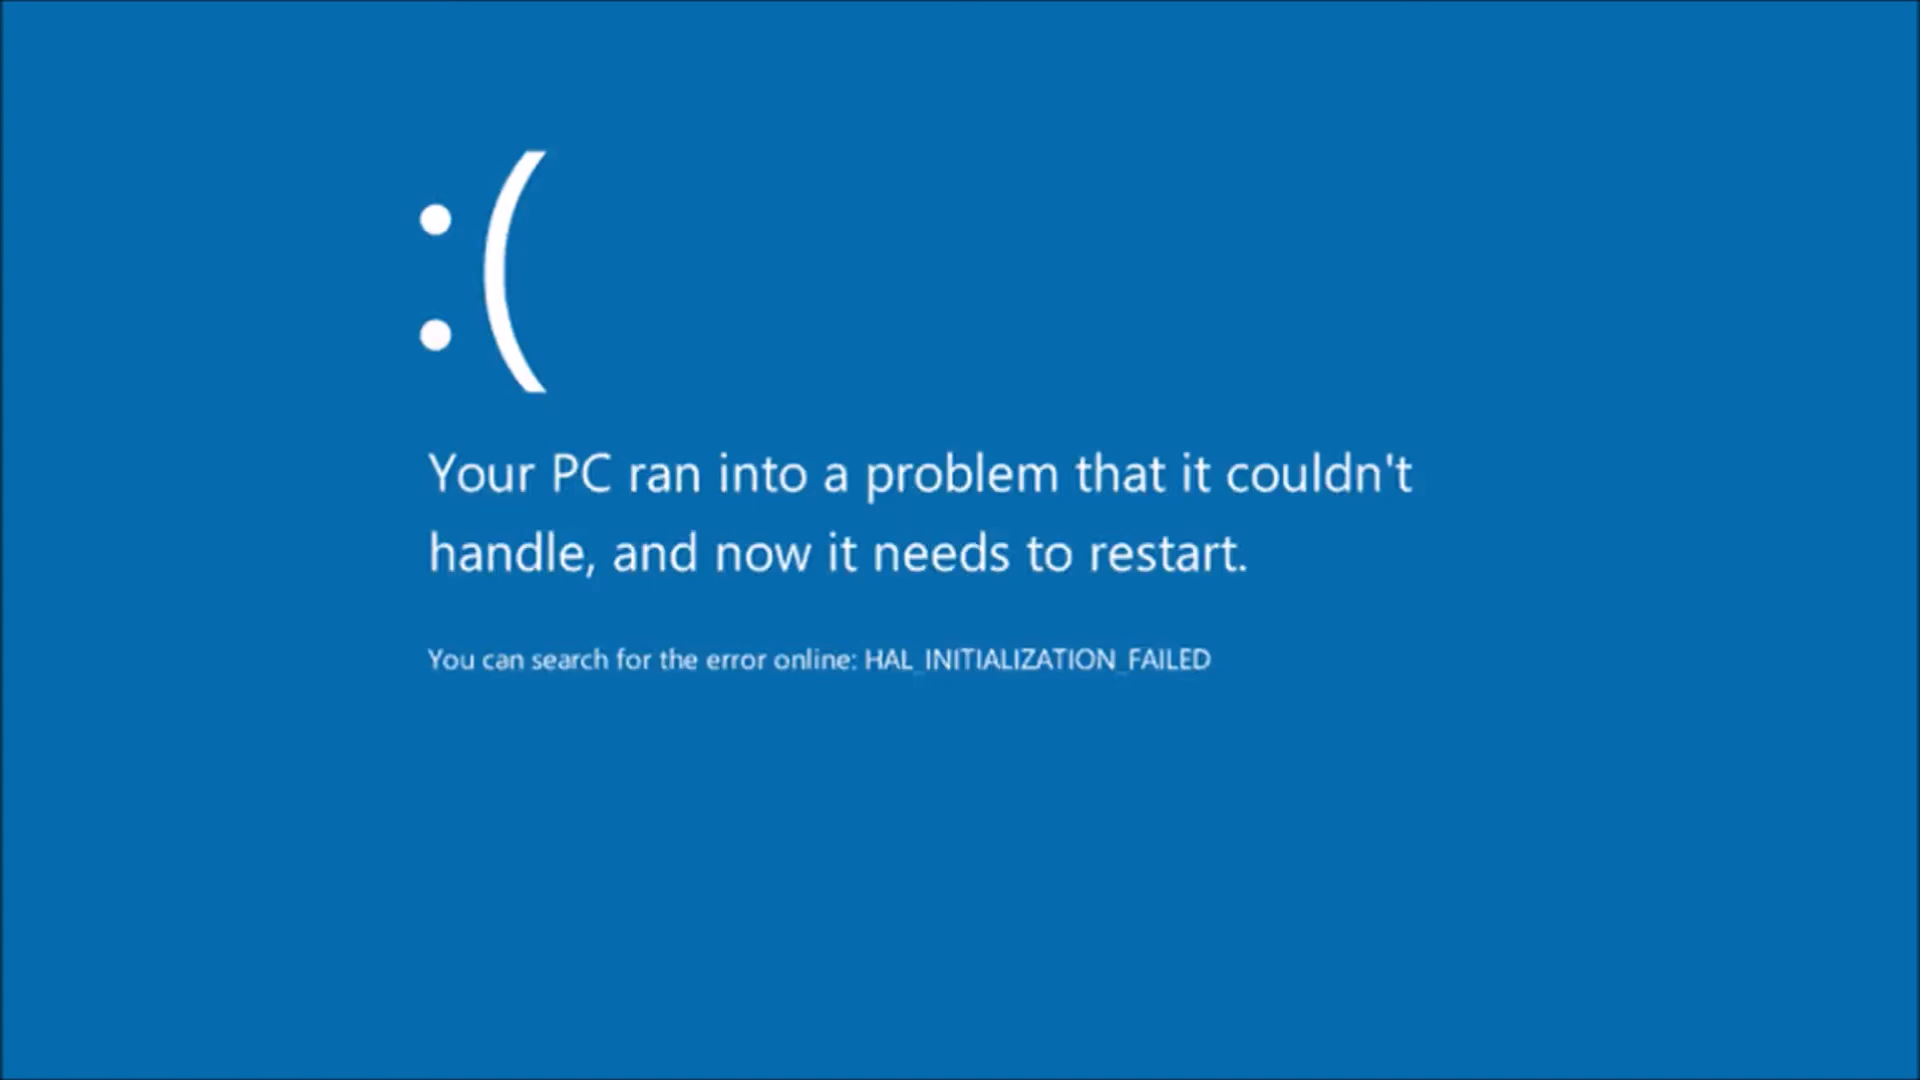 :(
Your PC ran into a problem that it couldn't
handle, and now it needs to restart.
You can search for the error online: HAL_INITIALIZATION_FAILED